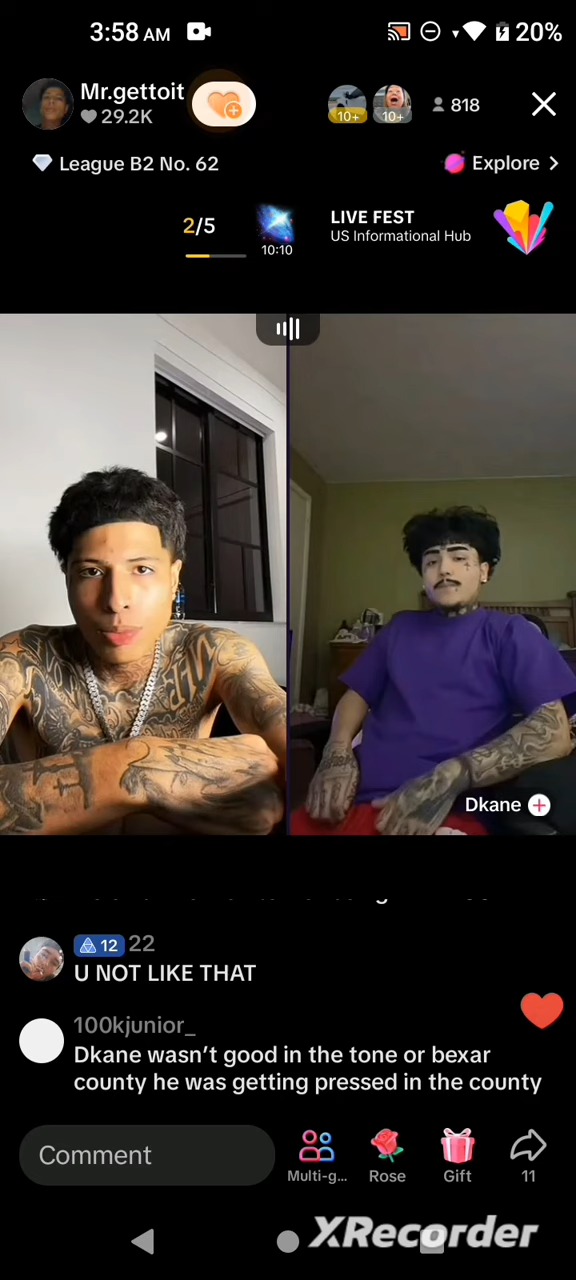 3:58 AM
20%
Mr.gettoit
29.2K
10+
10+
818
League B2 No. 62
Explore >
2/5
10:10
LIVE FEST
US Informational Hub
Dkane
12 22
U NOT LIKE THAT
100kjunior_
Dkane wasn’t good in the tone or bexar
county he was getting pressed in the county
Comment
Multi-g...
Rose
Gift
11
XRecorder